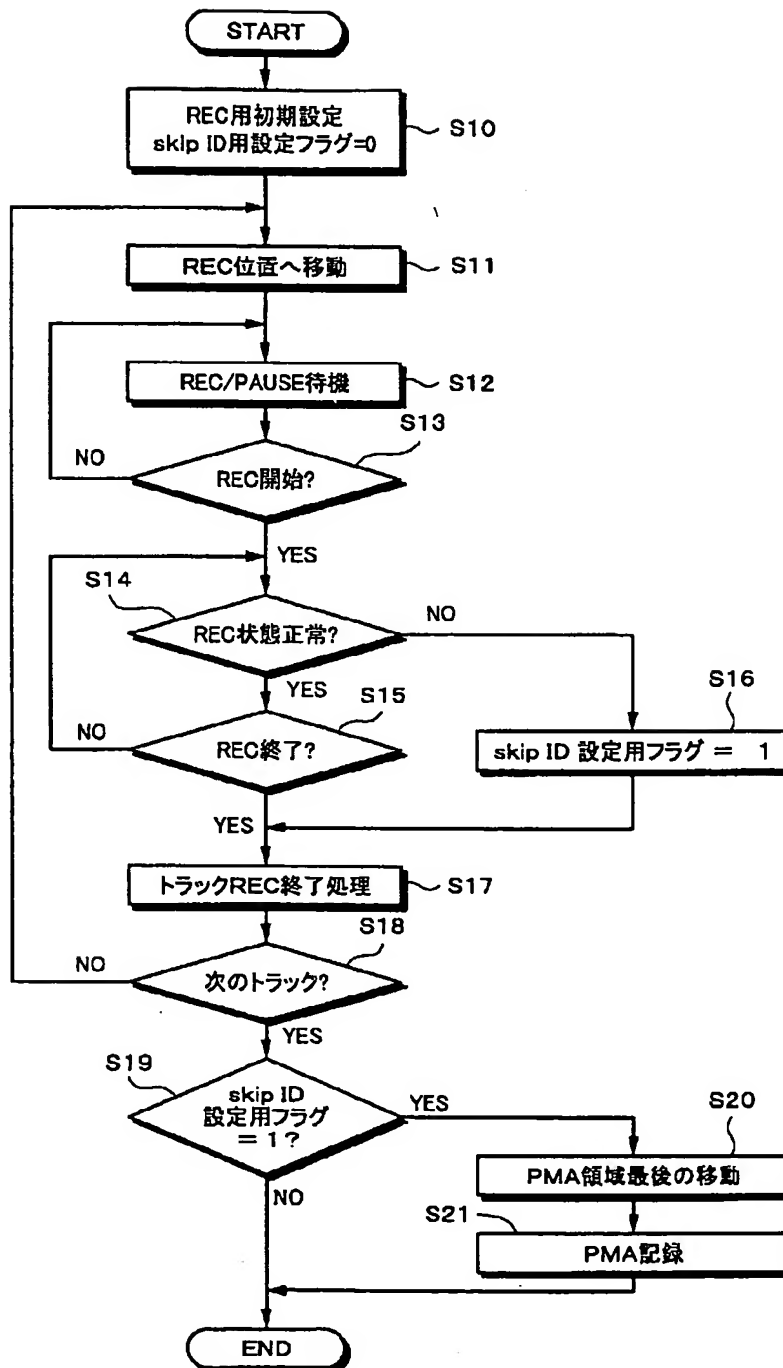 START
REC用初期設定
skip ID用設定フラグ=0
S10
REC位置へ移動
S11
REC/PAUSE待機
S12
S13
NO
REC開始?
YES
S14
NO
REC状態正常?
YES
S15
S16
NO
REC終了?
skip ID 設定用フラグ = 1
YES
トラックREC終了処理
S17
S18
NO
次のトラック?
YES
S19
skip ID
設定用フラグ
= 1?
YES
S20
PMA領域最後の移動
NO
S21
PMA記録
END